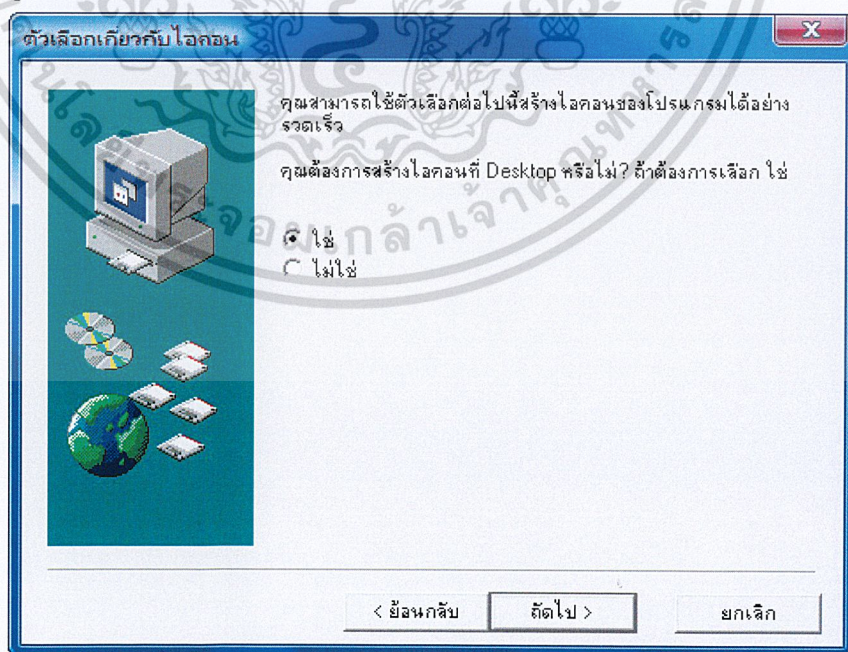 ตัวเลือกเกี่ยวกับไอคอน
คุณสามารถใช้ตัวเลือกต่อไปนี้สร้างไอคอนของโปรแกรมได้อย่าง
รวดเร็ว
คุณต้องการสร้างไอคอนที่ Desktop หรือไม่? ถ้าต้องการเลือก ใช่
ใช่
ไม่ใช่
< ย้อนกลับ
ถัดไป >
ยกเลิก